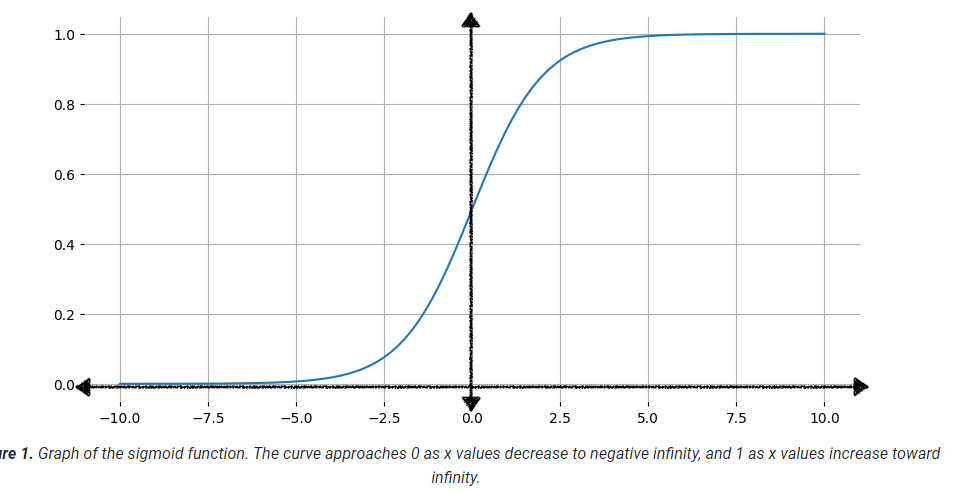 1.0
0.8
0.6
0.4
0.2
0.0
−10.0 −7.5 −5.0 −2.5 0.0 2.5 5.0 7.5 10.0
re 1. Graph of the sigmoid function. The curve approaches 0 as x values decrease to negative infinity, and 1 as x values increase toward
infinity.